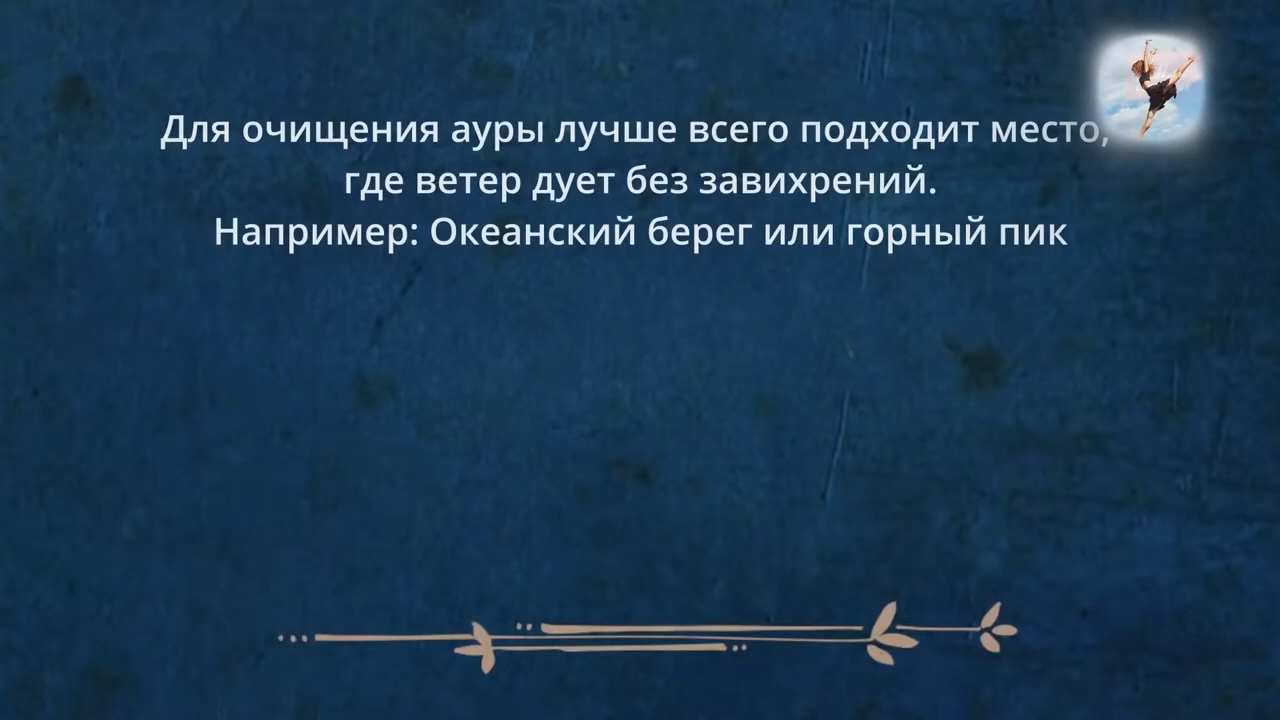 Для очищения ауры лучше всего подходит место,
где ветер дует без завихрений.
Например: Океанский берег или горный пик